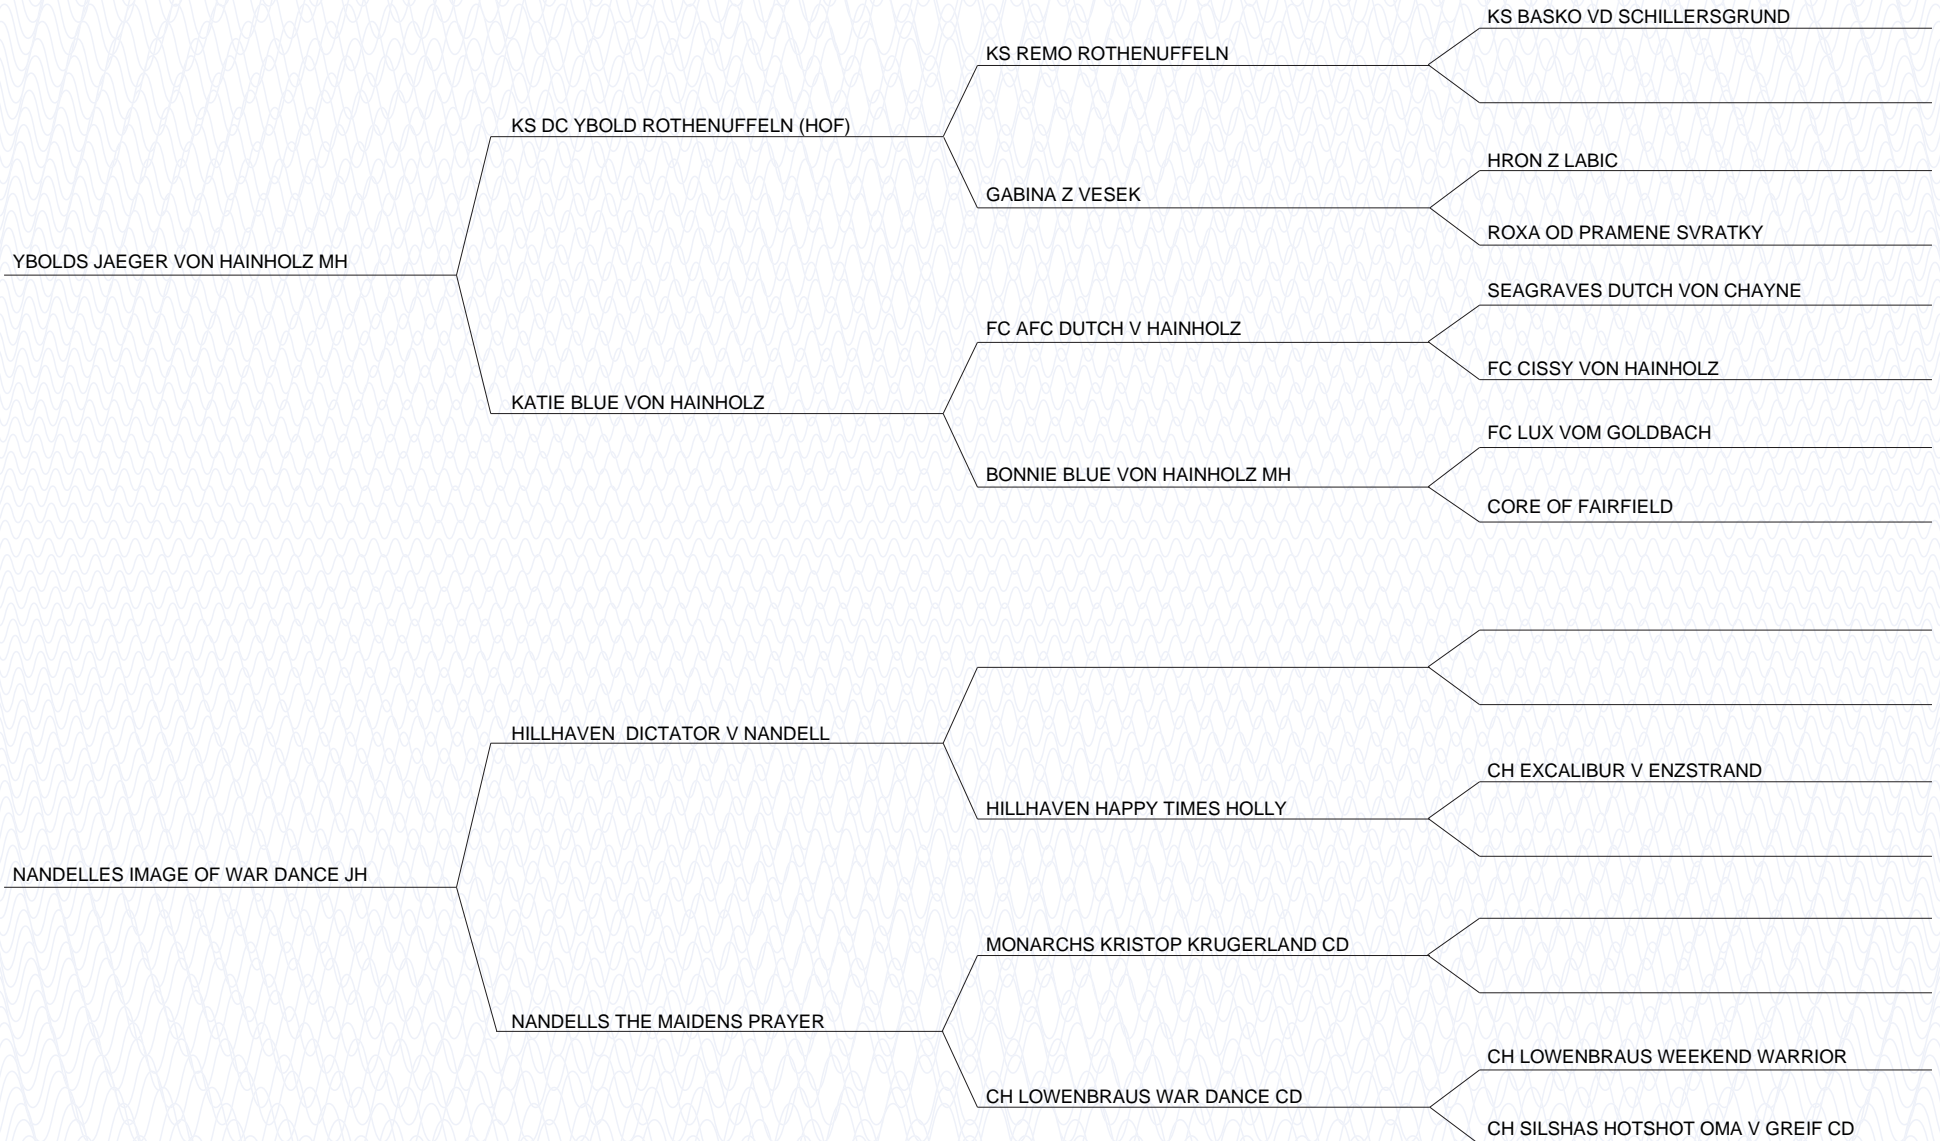 KS BASKO VD SCHILLERSGRUND
KS REMO ROTHENUFFELN
KS DC YBOLD ROTHENUFFELN (HOF)
HRON Z LABIC
GABINA Z VESEK
ROXA OD PRAMENE SVRATKY
YBOLDS JAEGER VON HAINHOLZ MH
SEAGRAVES DUTCH VON CHAYNE
FC AFC DUTCH V HAINHOLZ
FC CISSY VON HAINHOLZ
KATIE BLUE VON HAINHOLZ
FC LUX VOM GOLDBACH
BONNIE BLUE VON HAINHOLZ MH
CORE OF FAIRFIELD
HILLHAVEN  DICTATOR V NANDELL
CH EXCALIBUR V ENZSTRAND
HILLHAVEN HAPPY TIMES HOLLY
NANDELLES IMAGE OF WAR DANCE JH
MONARCHS KRISTOP KRUGERLAND CD
NANDELLS THE MAIDENS PRAYER
CH LOWENBRAUS WEEKEND WARRIOR
CH LOWENBRAUS WAR DANCE CD
CH SILSHAS HOTSHOT OMA V GREIF CD